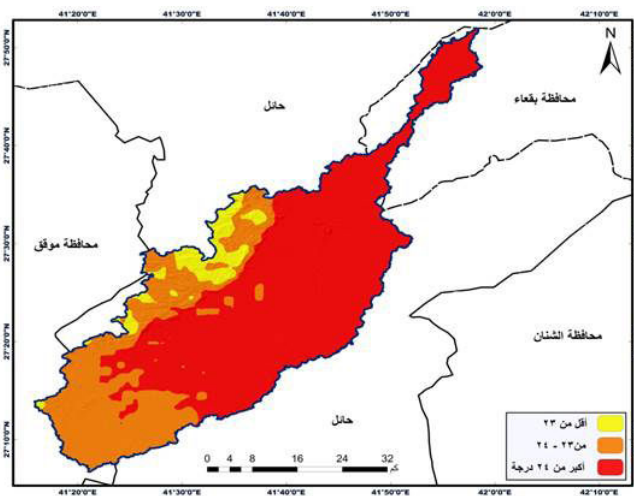 41°20'0"E 41°30'0"E 41°40'0"E 41°50'0"E 42°0'0"E 42°10'0"E
27°50'0"N
27°40'0"N
27°30'0"N
27°20'0"N
27°10'0"N
N
محافظة بقعاء
حائل
محافظة موقق
محافظة الشنان
حائل
أقل من ٢٣
من٢٣ - ٢٤
أكبر من ٢٤ درجة
0 4 8 16 24 32
كم
41°20'0"E 41°30'0"E 41°40'0"E 41°50'0"E 42°0'0"E 42°10'0"E